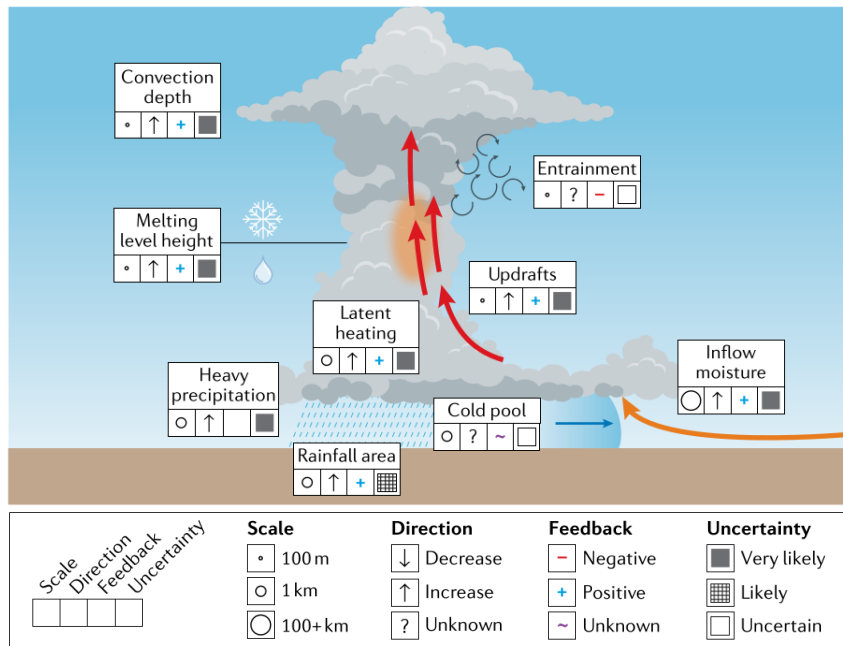 Convection
depth
↑ +
Entrainment
? −
Melting
level height
↑ +
Updrafts
↑ +
Latent
heating
↑ +
Inflow
moisture
↑ +
Heavy
precipitation
↑
Cold pool
? ~
Rainfall area
↑ +
Scale
Direction
Feedback
Uncertainty
Scale
100 m
1 km
100+ km
Direction
↓ Decrease
↑ Increase
? Unknown
Feedback
− Negative
+ Positive
~ Unknown
Uncertainty
Very likely
Likely
Uncertain